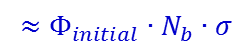 ≈ Φ_initial · N_b · σ